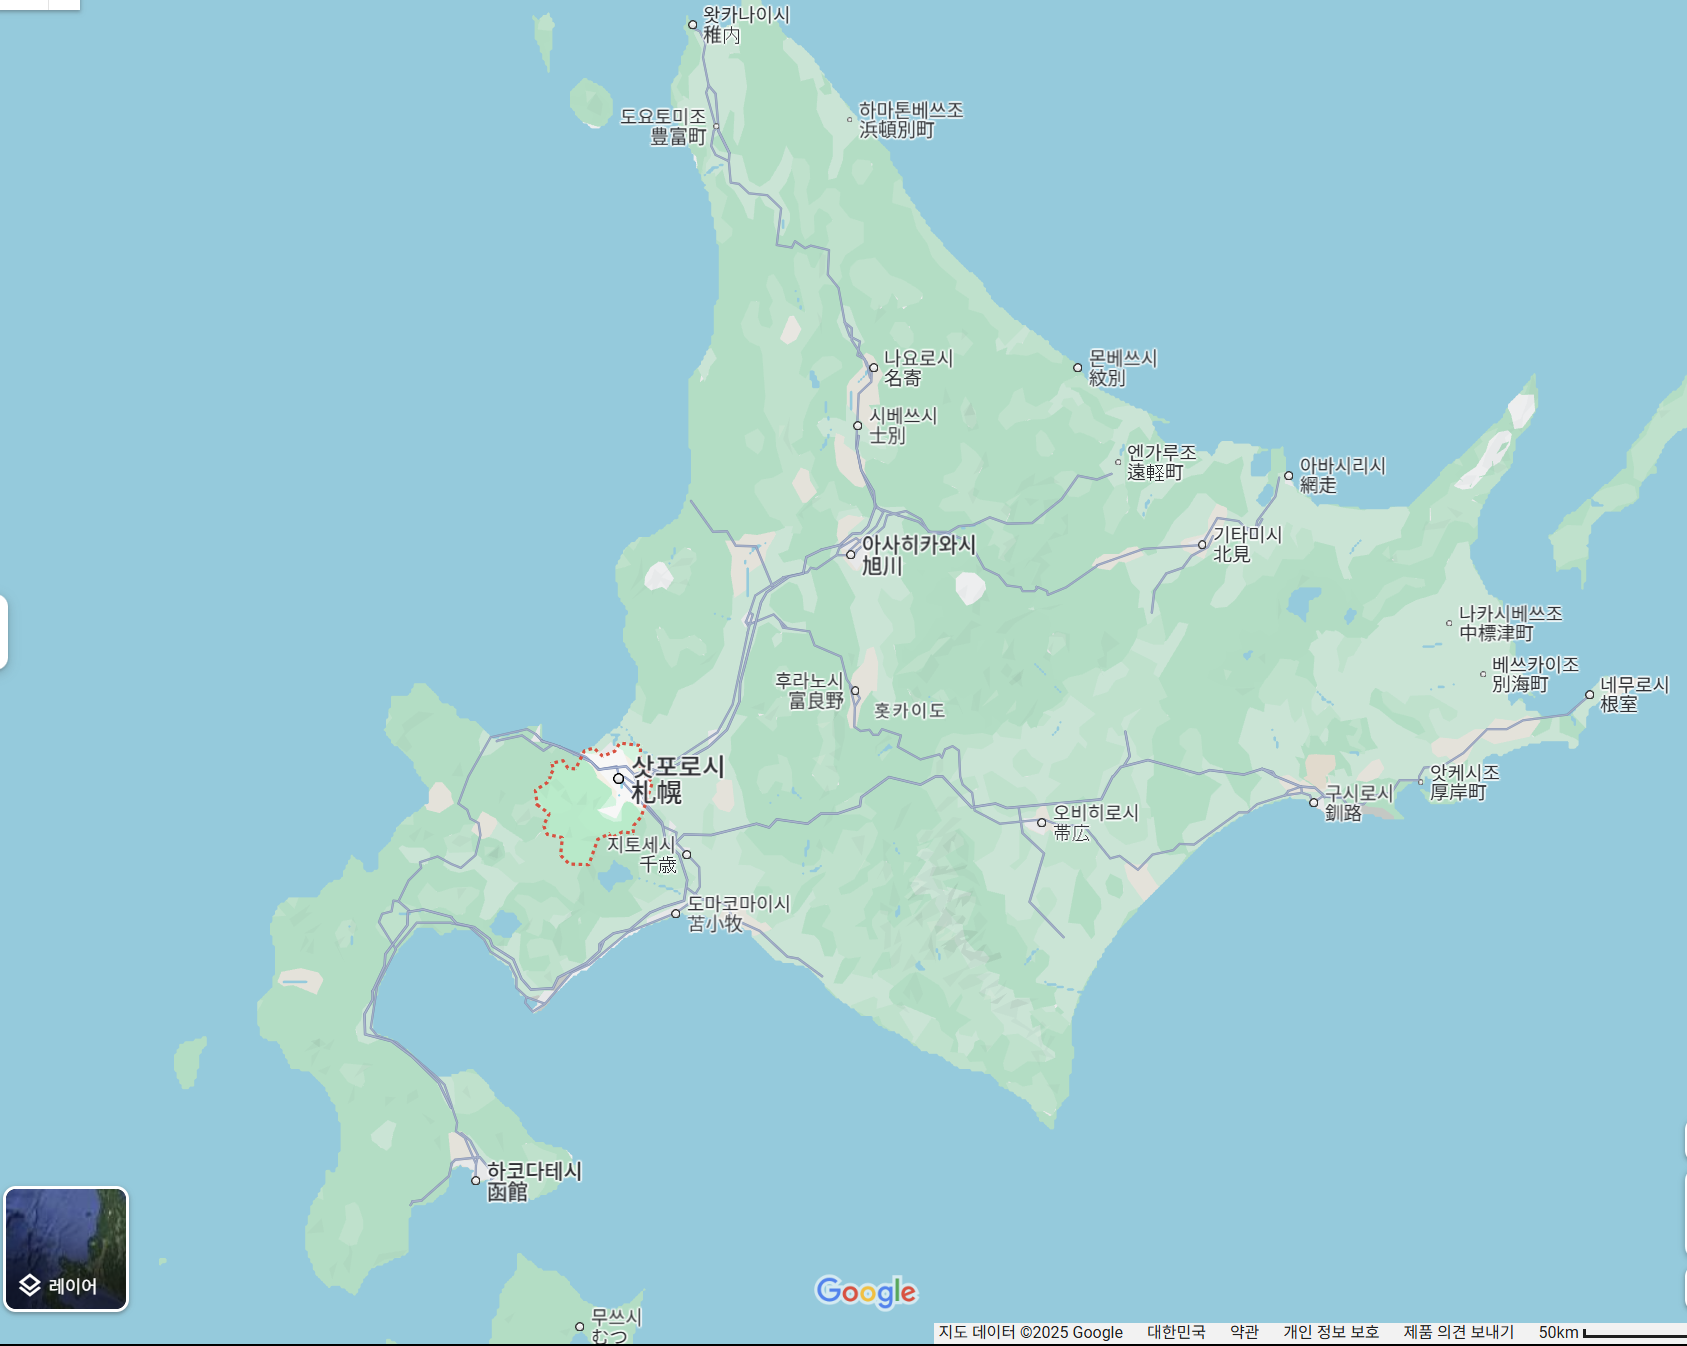 왓카나이시
稚内
도요토미조
豊富町
하마톤베쓰조
浜頓別町
나요로시
名寄
몬베쓰시
紋別
시베쓰시
士別
엔가루조
遠軽町
아바시리시
網走
기타미시
北見
아사히카와시
旭川
나카시베쓰조
中標津町
베쓰카이조
別海町
네무로시
根室
후라노시
富良野
홋카이도
삿포로시
札幌
앗케시조
厚岸町
구시로시
釧路
오비히로시
帯広
지토세시
千歳
도마코마이시
苫小牧
하코다테시
函館
레이어
Google
무쓰시
むつ
지도 데이터 ©2025 Google 대한민국 약관 개인 정보 보호 제품 의견 보내기 50km